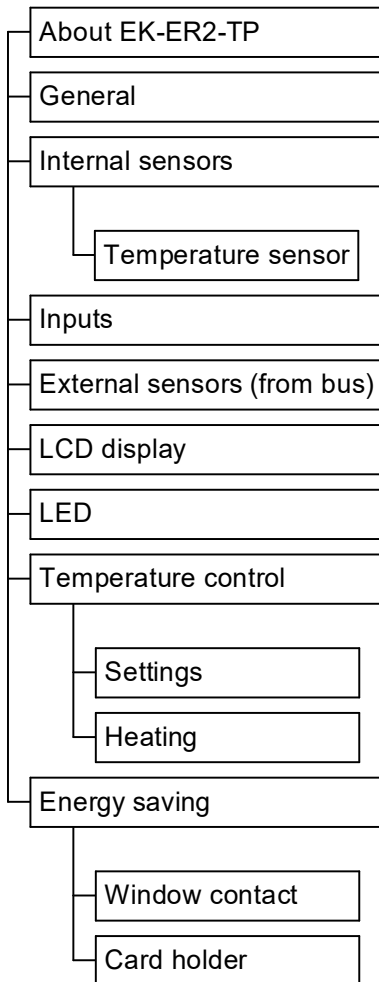 About EK-ER2-TP
General
Internal sensors
Temperature sensor
Inputs
External sensors (from bus)
LCD display
LED
Temperature control
Settings
Heating
Energy saving
Window contact
Card holder